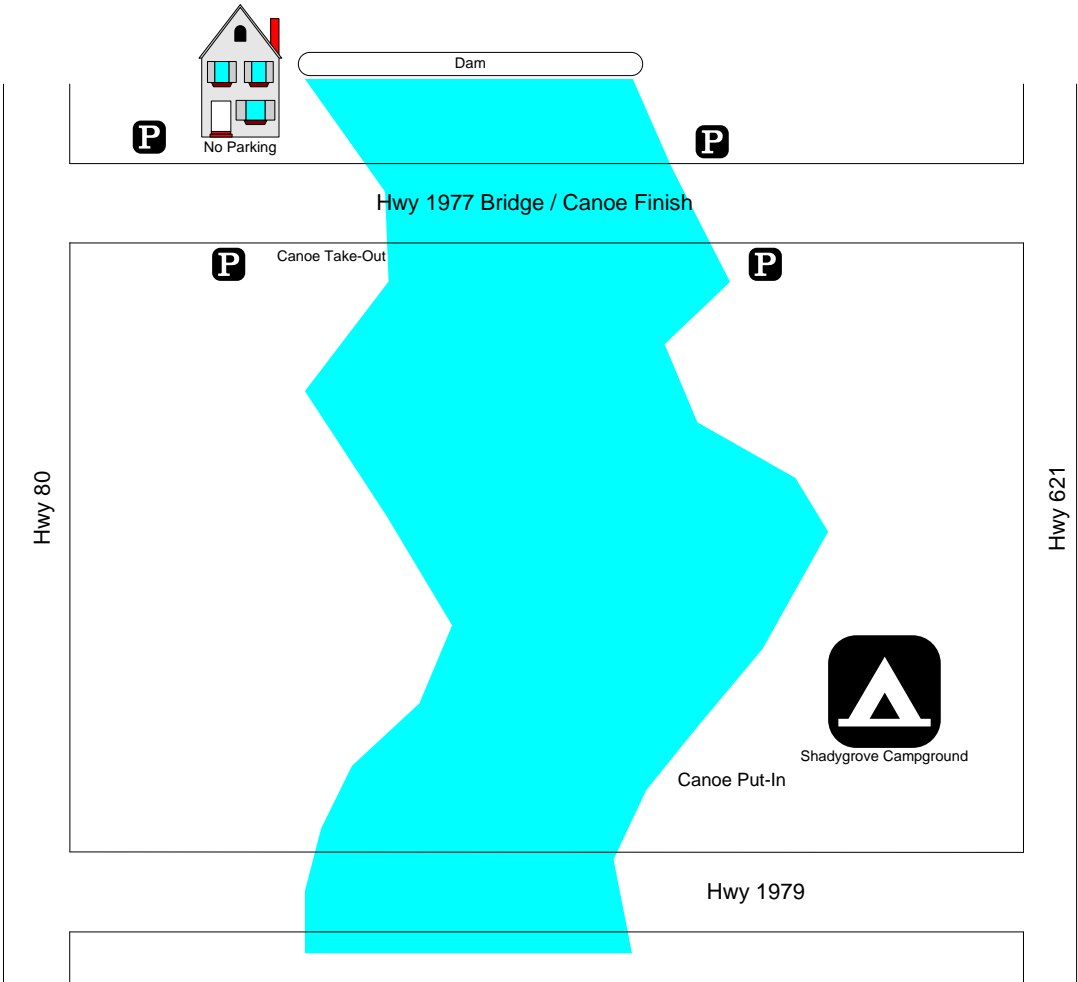 Dam
P
P
No Parking
Hwy 1977 Bridge / Canoe Finish
P
Canoe Take-Out
P
Hwy 80
Hwy 621
Shadygrove Campground
Canoe Put-In
Hwy 1979